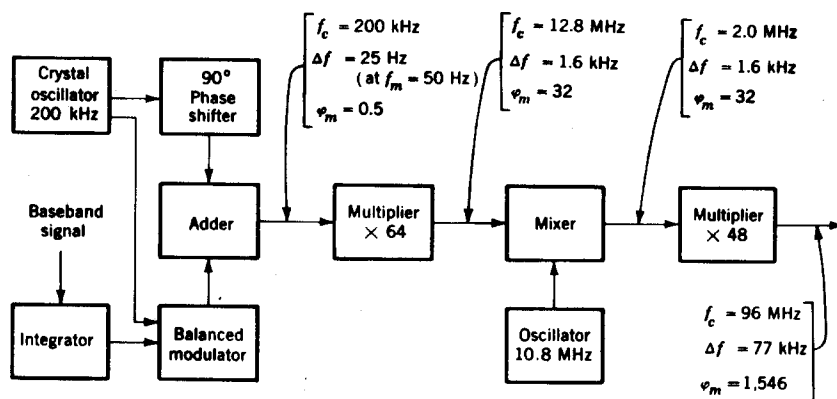 Crystal
oscillator
200 kHz
90°
Phase
shifter
f_c = 200 kHz
Δf = 25 Hz
(at f_m = 50 Hz)
φ_m = 0.5
f_c = 12.8 MHz
Δf = 1.6 kHz
φ_m = 32
f_c = 2.0 MHz
Δf = 1.6 kHz
φ_m = 32
Baseband
signal
Adder
Multiplier
× 64
Mixer
Multiplier
× 48
Integrator
Balanced
modulator
Oscillator
10.8 MHz
f_c = 96 MHz
Δf = 77 kHz
φ_m = 1,546